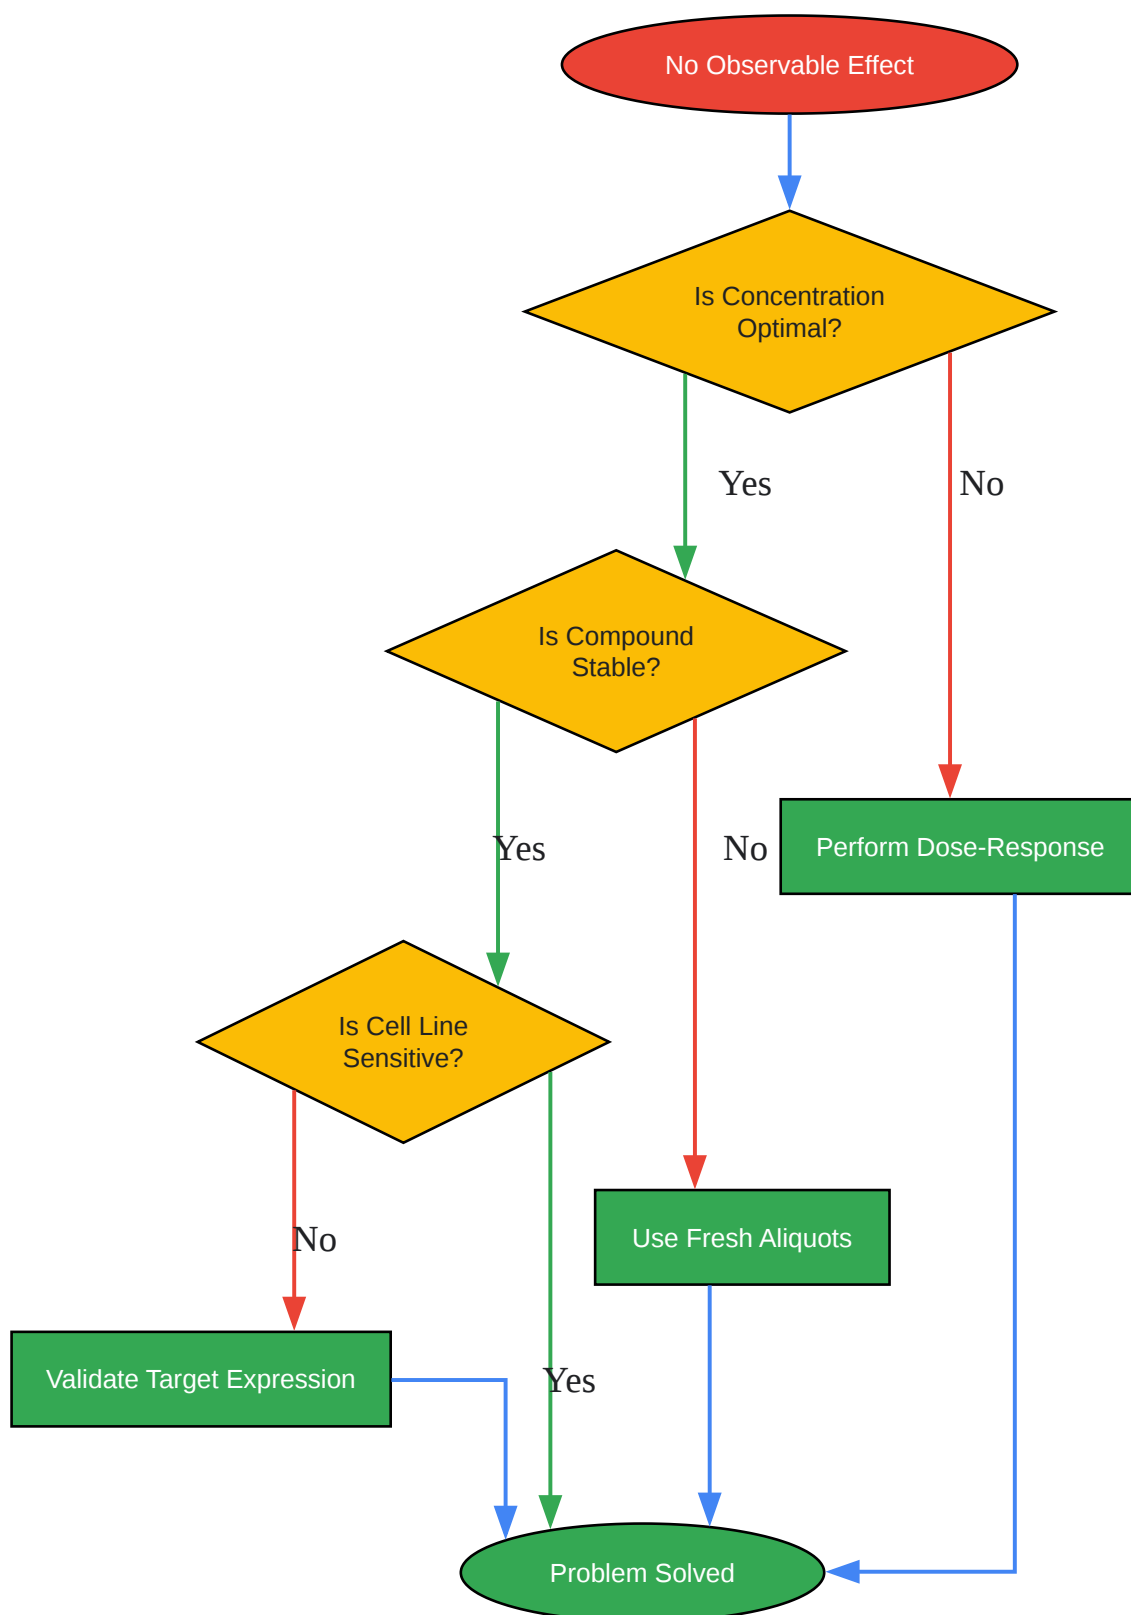 No Observable Effect
Is Concentration
Optimal?
Yes
No
Is Compound
Stable?
Yes
No
Perform Dose-Response
Is Cell Line
Sensitive?
No
Use Fresh Aliquots
Validate Target Expression
Yes
Problem Solved